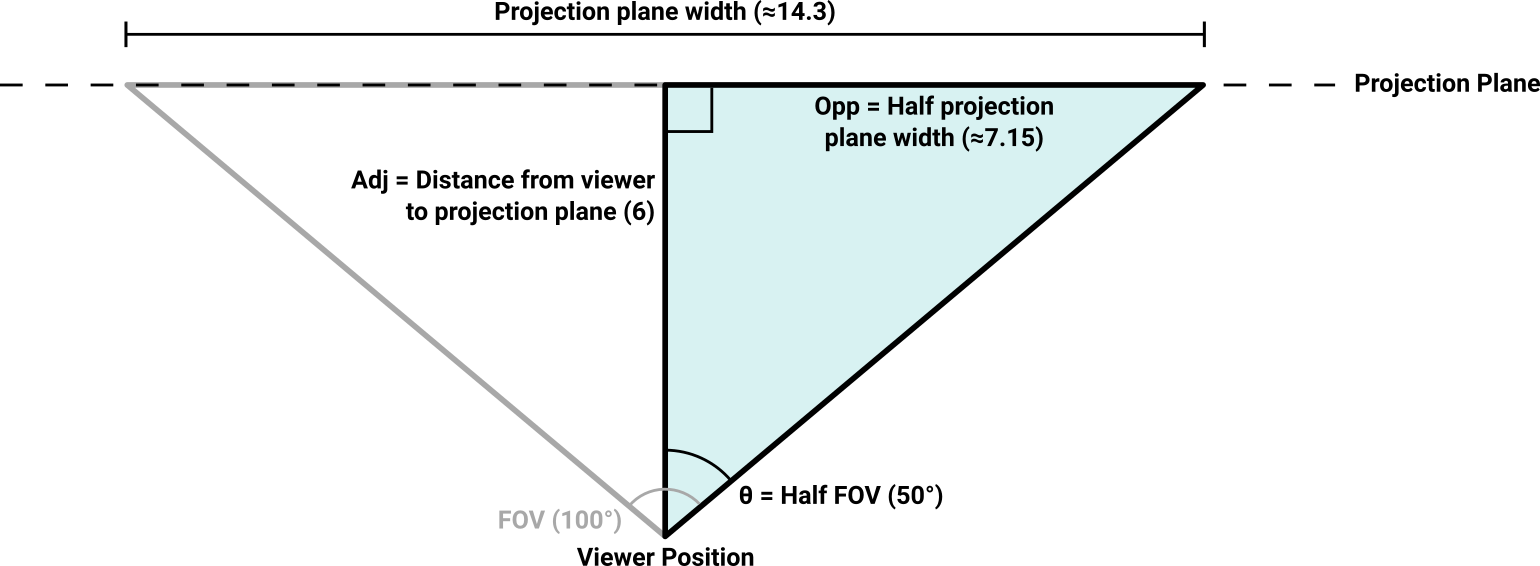 Projection plane width (≈14.3)
Projection Plane
Opp = Half projection
plane width (≈7.15)
Adj = Distance from viewer
to projection plane (6)
θ = Half FOV (50°)
FOV (100°)
Viewer Position